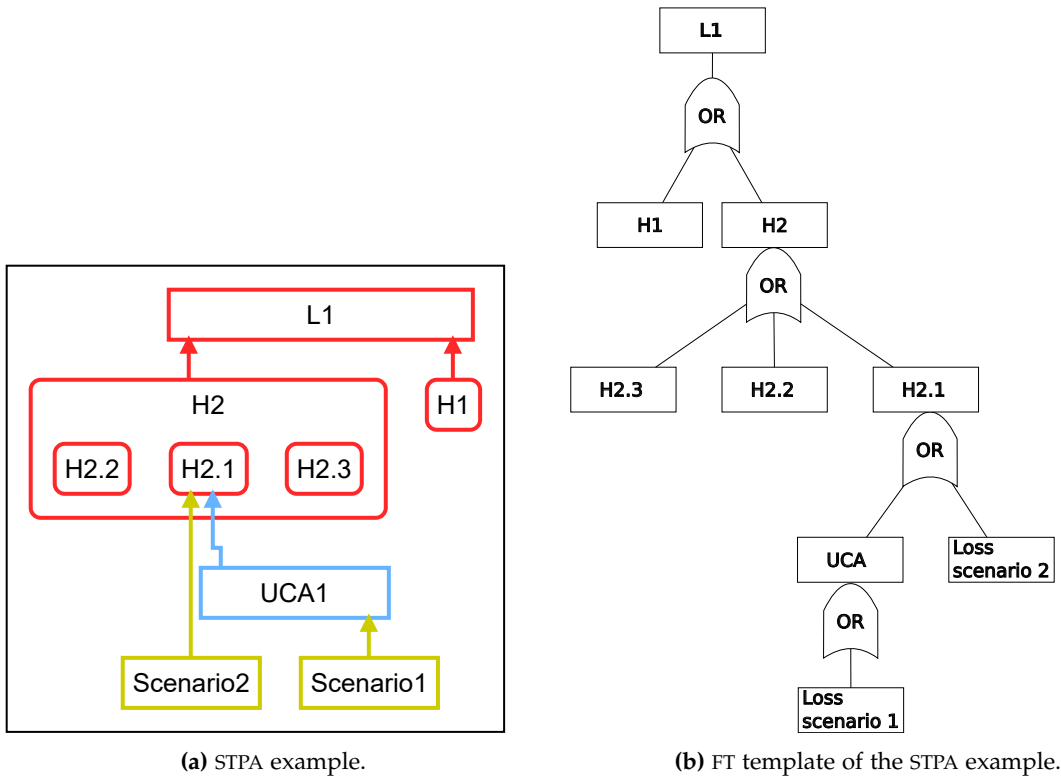 L1
H2
H1
H2.2
H2.1
H2.3
UCA1
Scenario2
Scenario1
(a) STPA example.
L1
OR
H1
H2
OR
H2.3
H2.2
H2.1
OR
UCA
Loss
scenario 2
OR
Loss
scenario 1
(b) FT template of the STPA example.